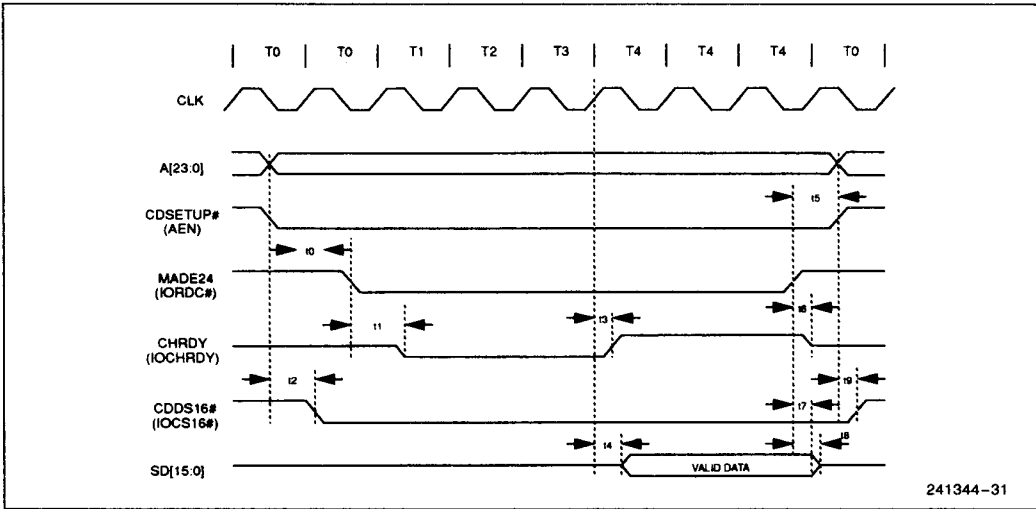 T0 T0 T1 T2 T3 T4 T4 T4 T0
CLK
A[23:0]
t5
CDSETUP#
(AEN)
t0
MADE24
(IORDC#)
t6
t1
t3
CHRDY
(IOCHRDY)
t2
t9
CDDS16#
(IOCS16#)
t7
t4
t8
SD[15:0]
VALID DATA
241344-31